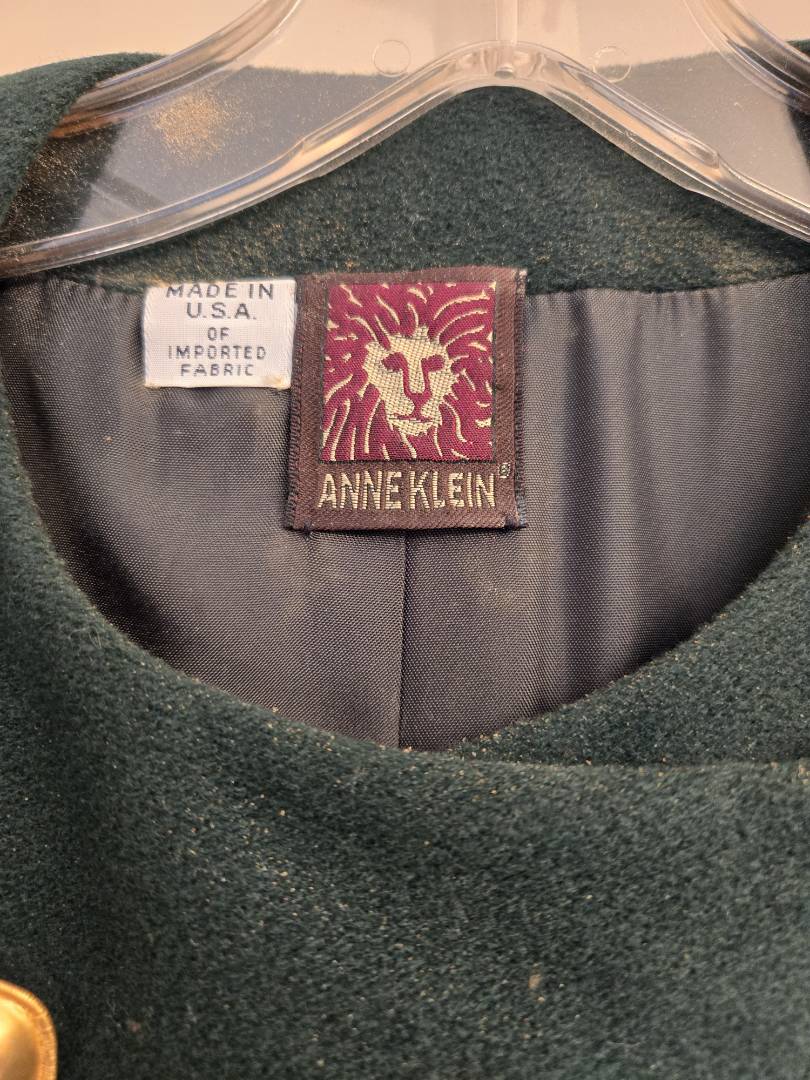 MADE IN
U.S.A.
OF
IMPORTED
FABRIC
ANNE KLEIN®